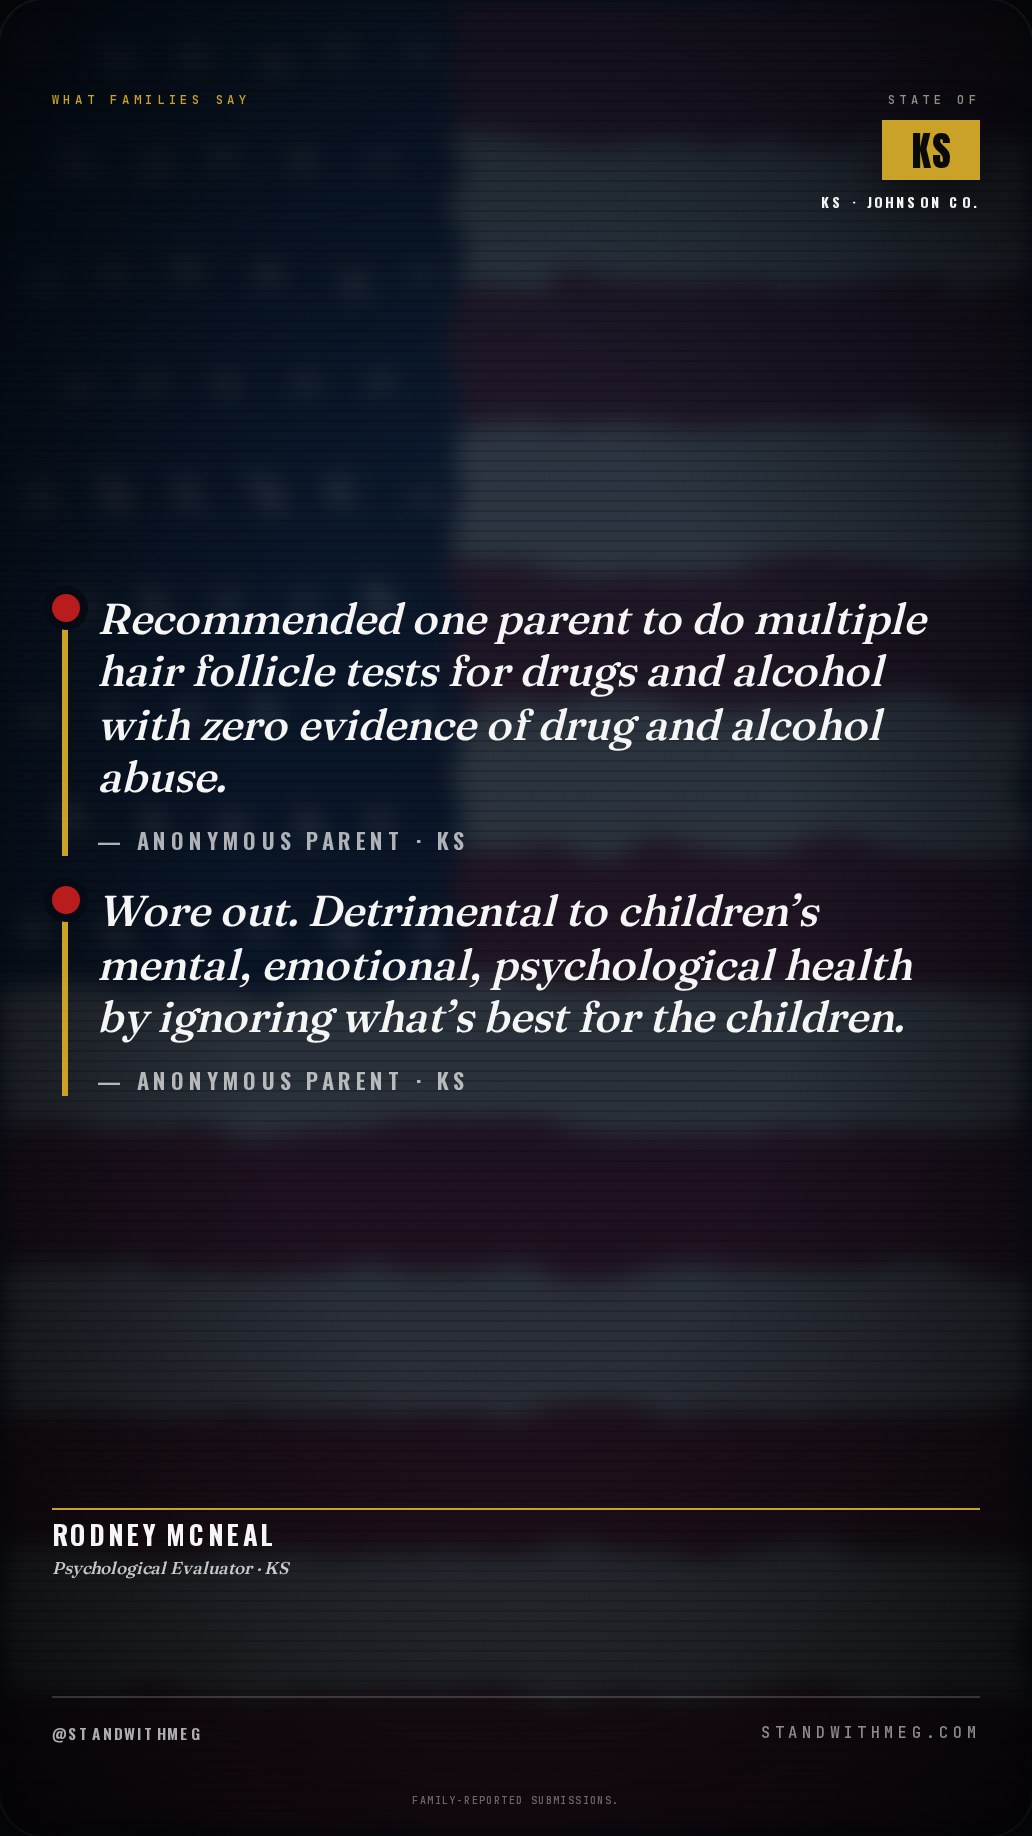 WHAT FAMILIES SAY
STATE OF
KS
KS · JOHNSON CO.
Recommended one parent to do multiple
hair follicle tests for drugs and alcohol
with zero evidence of drug and alcohol
abuse.
— ANONYMOUS PARENT · KS
Wore out. Detrimental to children’s
mental, emotional, psychological health
by ignoring what’s best for the children.
— ANONYMOUS PARENT · KS
RODNEY MCNEAL
Psychological Evaluator · KS
@STANDWITHMEG
STANDWITHMEG.COM
FAMILY-REPORTED SUBMISSIONS.